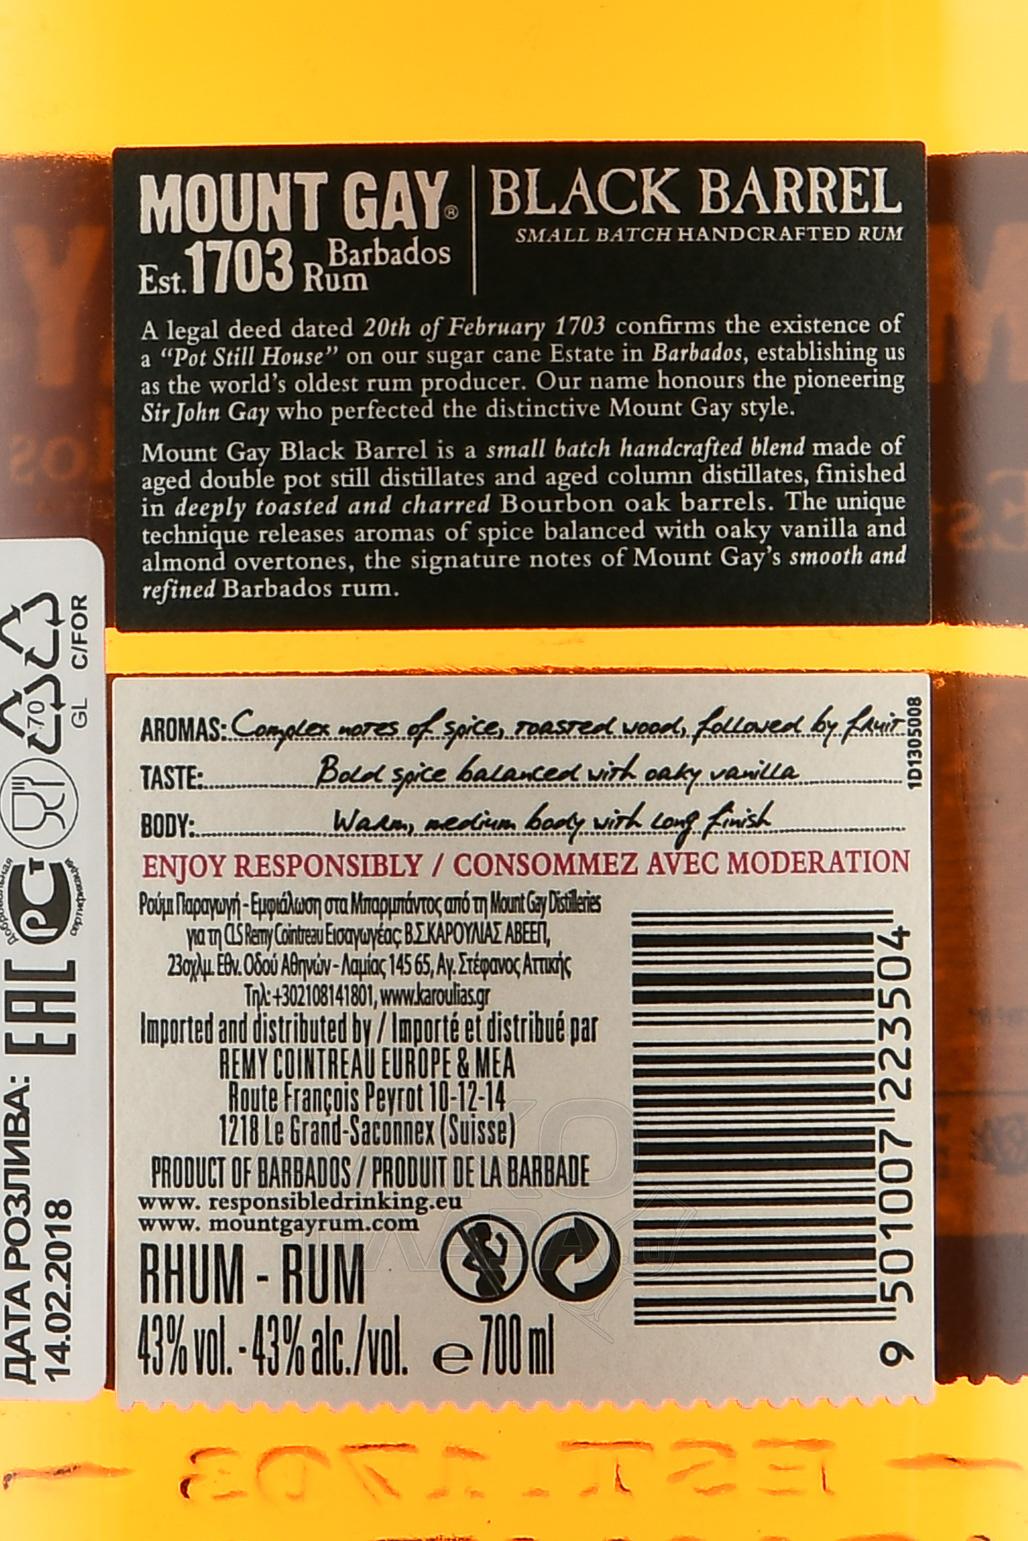 MOUNT GAY®
Est. 1703 Barbados Rum
BLACK BARREL
SMALL BATCH HANDCRAFTED RUM
A legal deed dated 20th of February 1703 confirms the existence of
a “Pot Still House” on our sugar cane Estate in Barbados, establishing us
as the world’s oldest rum producer. Our name honours the pioneering
Sir John Gay who perfected the distinctive Mount Gay style.
Mount Gay Black Barrel is a small batch handcrafted blend made of
aged double pot still distillates and aged column distillates, finished
in deeply toasted and charred Bourbon oak barrels. The unique
technique releases aromas of spice balanced with oaky vanilla and
almond overtones, the signature notes of Mount Gay’s smooth and
refined Barbados rum.
AROMAS: Complex notes of spice, toasted wood, followed by fruit
TASTE: Bold spice balanced with oaky vanilla
BODY: Warm, medium body with long finish
1D1305008
ENJOY RESPONSIBLY / CONSOMMEZ AVEC MODERATION
Ρούμι Παραγωγή - Εμφιάλωση στα Μπαρμπάντος από τη Mount Gay Distilleries
για τη CLS Remy Cointreau Εισαγωγέας: Β.Σ.ΚΑΡΟΥΛΙΑΣ ΑΒΕΕΠ,
23οχλμ. Εθν. Οδού Αθηνών - Λαμίας 145 65, Αγ. Στέφανος Αττικής
Τηλ: +302108141801, www.karoulias.gr
Imported and distributed by / Importé et distribué par
REMY COINTREAU EUROPE & MEA
Route François Peyrot 10-12-14
1218 Le Grand-Saconnex (Suisse)
PRODUCT OF BARBADOS / PRODUIT DE LA BARBADE
www. responsibledrinking.eu
www. mountgayrum.com
RHUM - RUM
43% vol. - 43% alc./vol. e 700 ml
9 501007 223504
C/FOR
70
GL
добровольная
РСТ
сертификация
EAC
ДАТА РОЗЛИВА:
14.02.2018
EST 1703